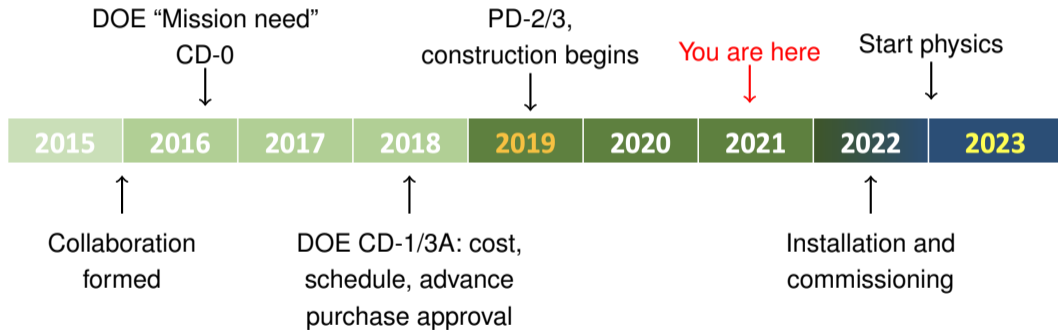 DOE “Mission need”
CD-0
PD-2/3,
construction begins
You are here
Start physics
2015 2016 2017 2018 2019 2020 2021 2022 2023
Collaboration
formed
DOE CD-1/3A: cost,
schedule, advance
purchase approval
Installation and
commissioning